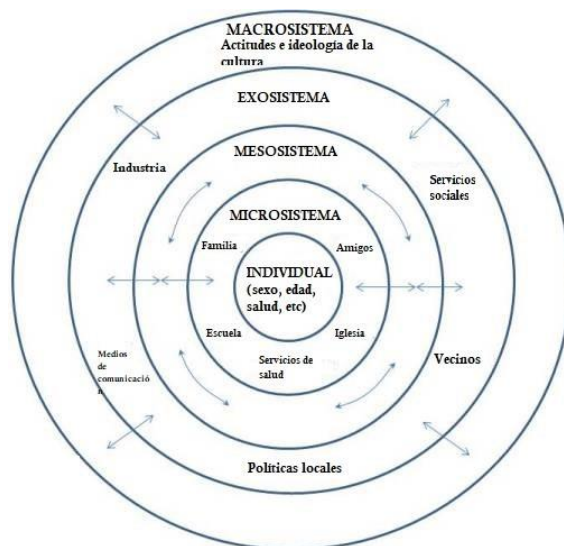 MACROSISTEMA
Actitudes e ideología de la
cultura
EXOSISTEMA
MESOSISTEMA
Industria
Servicios
sociales
MICROSISTEMA
Familia
Amigos
INDIVIDUAL
(sexo, edad,
salud, etc)
Escuela
Iglesia
Servicios de
salud
Medios
de
comunicació
n
Vecinos
Políticas locales